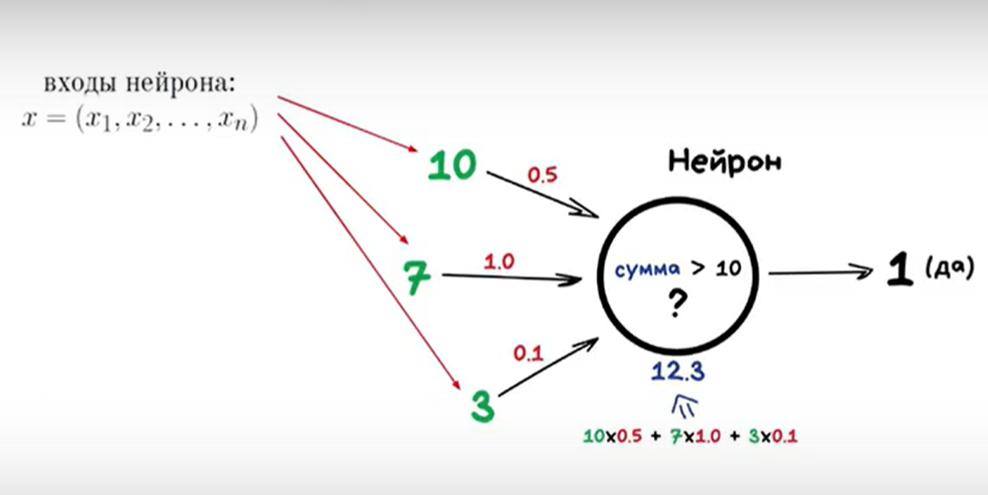 входы нейрона:
x = (x₁, x₂, . . . , xₙ)
10
0.5
Нейрон
7
1.0
сумма > 10
?
1 (да)
0.1
3
12.3
10x0.5 + 7x1.0 + 3x0.1